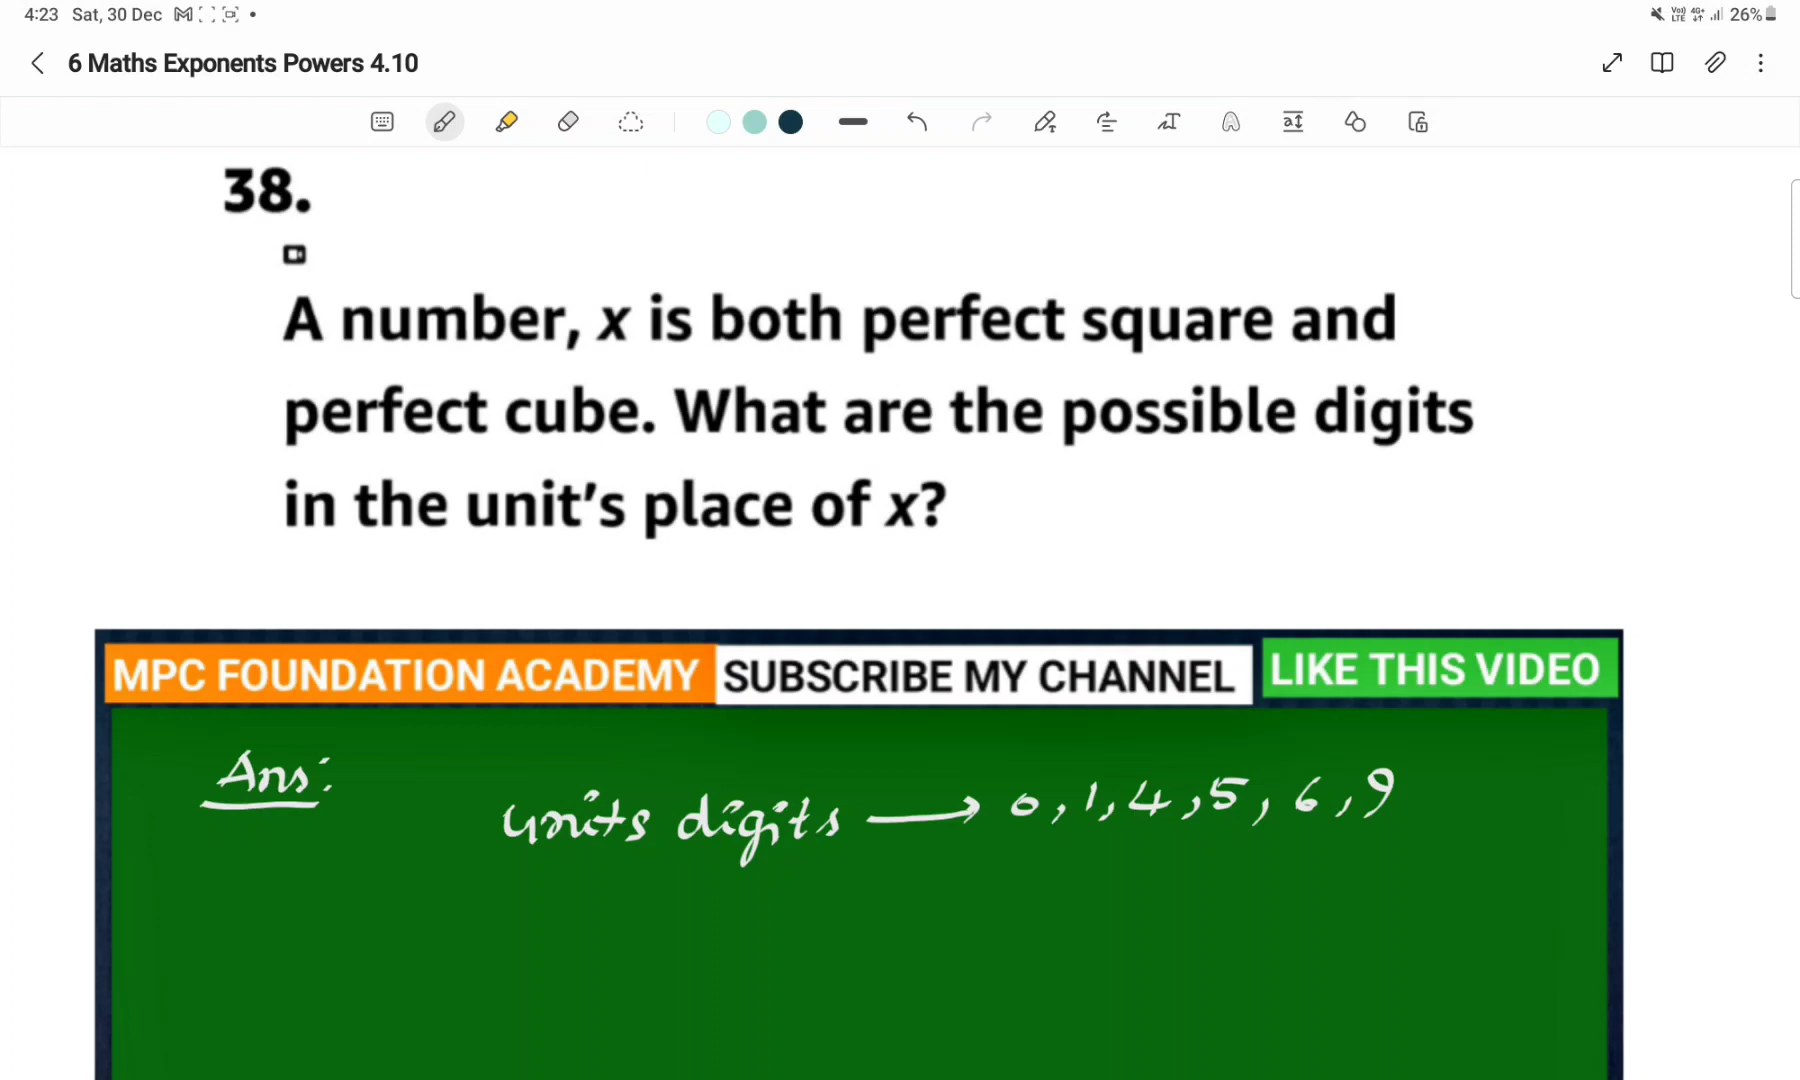 4:23 Sat, 30 Dec
26%
6 Maths Exponents Powers 4.10
38.
A number, x is both perfect square and
perfect cube. What are the possible digits
in the unit's place of x?
MPC FOUNDATION ACADEMY SUBSCRIBE MY CHANNEL LIKE THIS VIDEO
Ans:
units digits → 0, 1, 4, 5, 6, 9